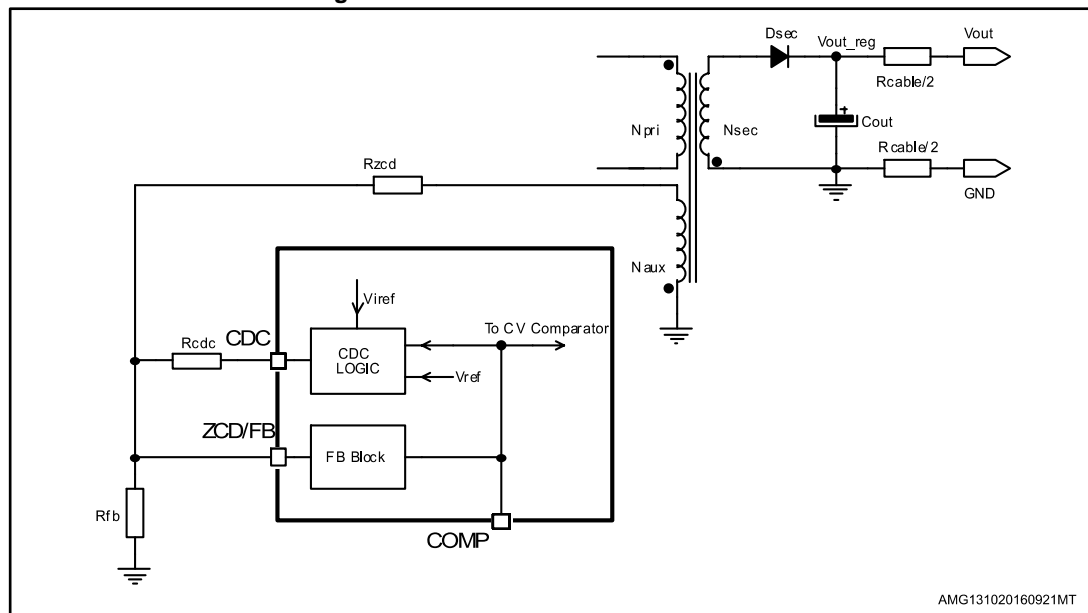 Dsec
Vout_reg
Vout
Rcable/2
Npri
Nsec
+
Cout
Rcable/2
Rzcd
GND
Naux
Viref
To CV Comparator
Rcdc
CDC
CDC
LOGIC
Vref
ZCD/FB
FB Block
Rfb
COMP
AMG131020160921MT